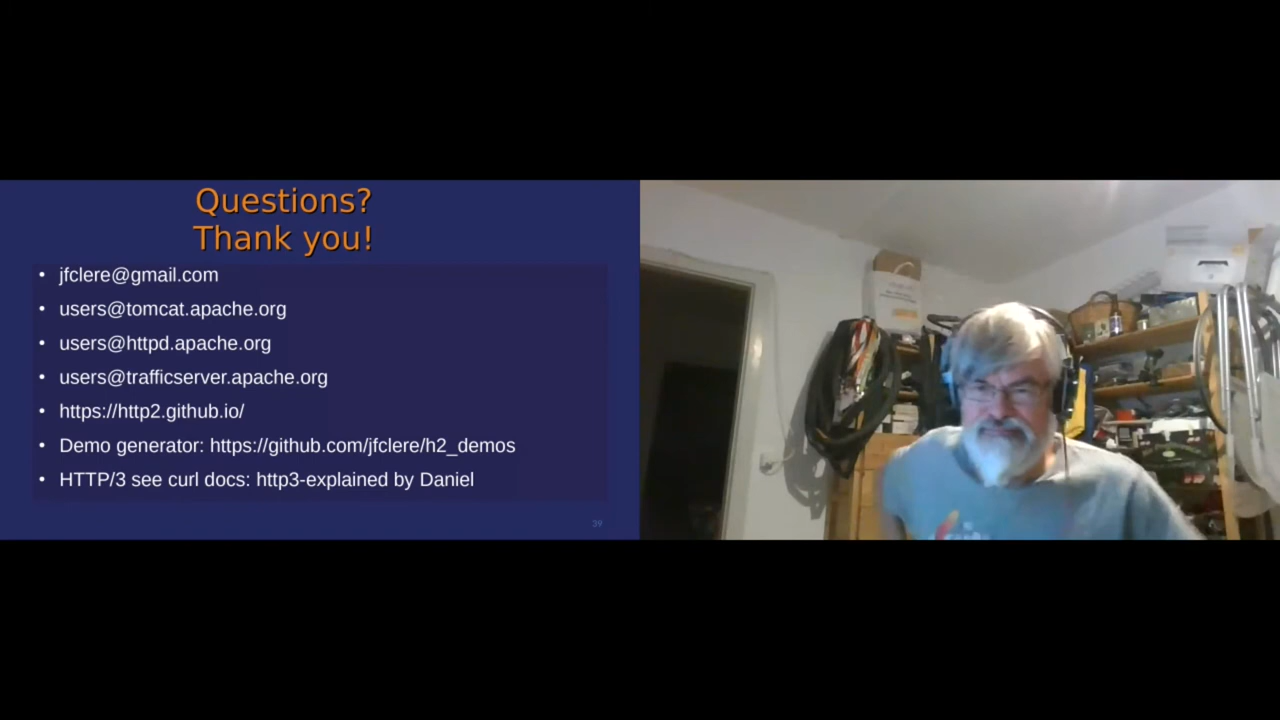 Questions?
Thank you!
• jfclere@gmail.com
• users@tomcat.apache.org
• users@httpd.apache.org
• users@trafficserver.apache.org
• https://http2.github.io/
• Demo generator: https://github.com/jfclere/h2_demos
• HTTP/3 see curl docs: http3-explained by Daniel
39